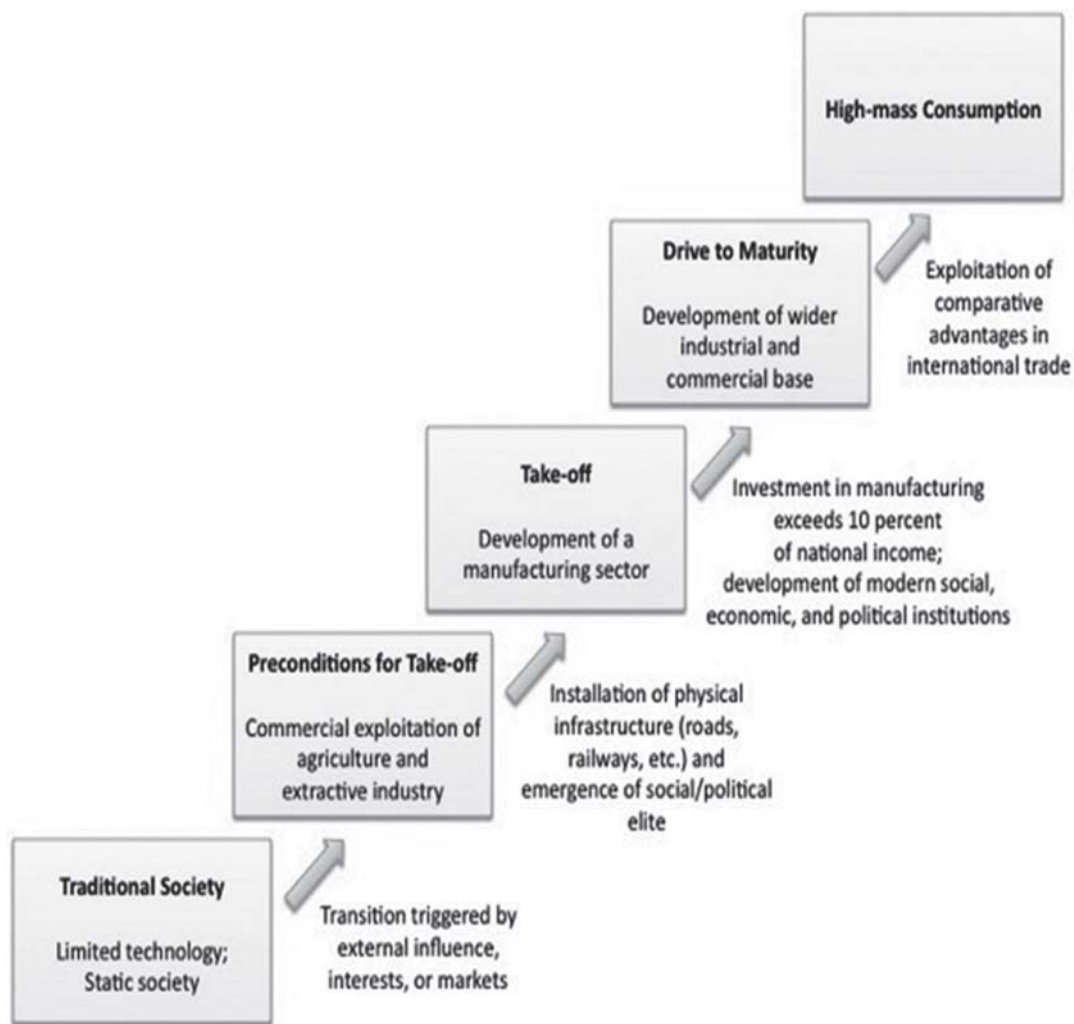 High-mass Consumption
Drive to Maturity
Development of wider
industrial and
commercial base
Exploitation of
comparative
advantages in
international trade
Take-off
Development of a
manufacturing sector
Investment in manufacturing
exceeds 10 percent
of national income;
development of modern social,
economic, and political institutions
Preconditions for Take-off
Commercial exploitation of
agriculture and
extractive industry
Installation of physical
infrastructure (roads,
railways, etc.) and
emergence of social/political
elite
Traditional Society
Limited technology;
Static society
Transition triggered by
external influence,
interests, or markets